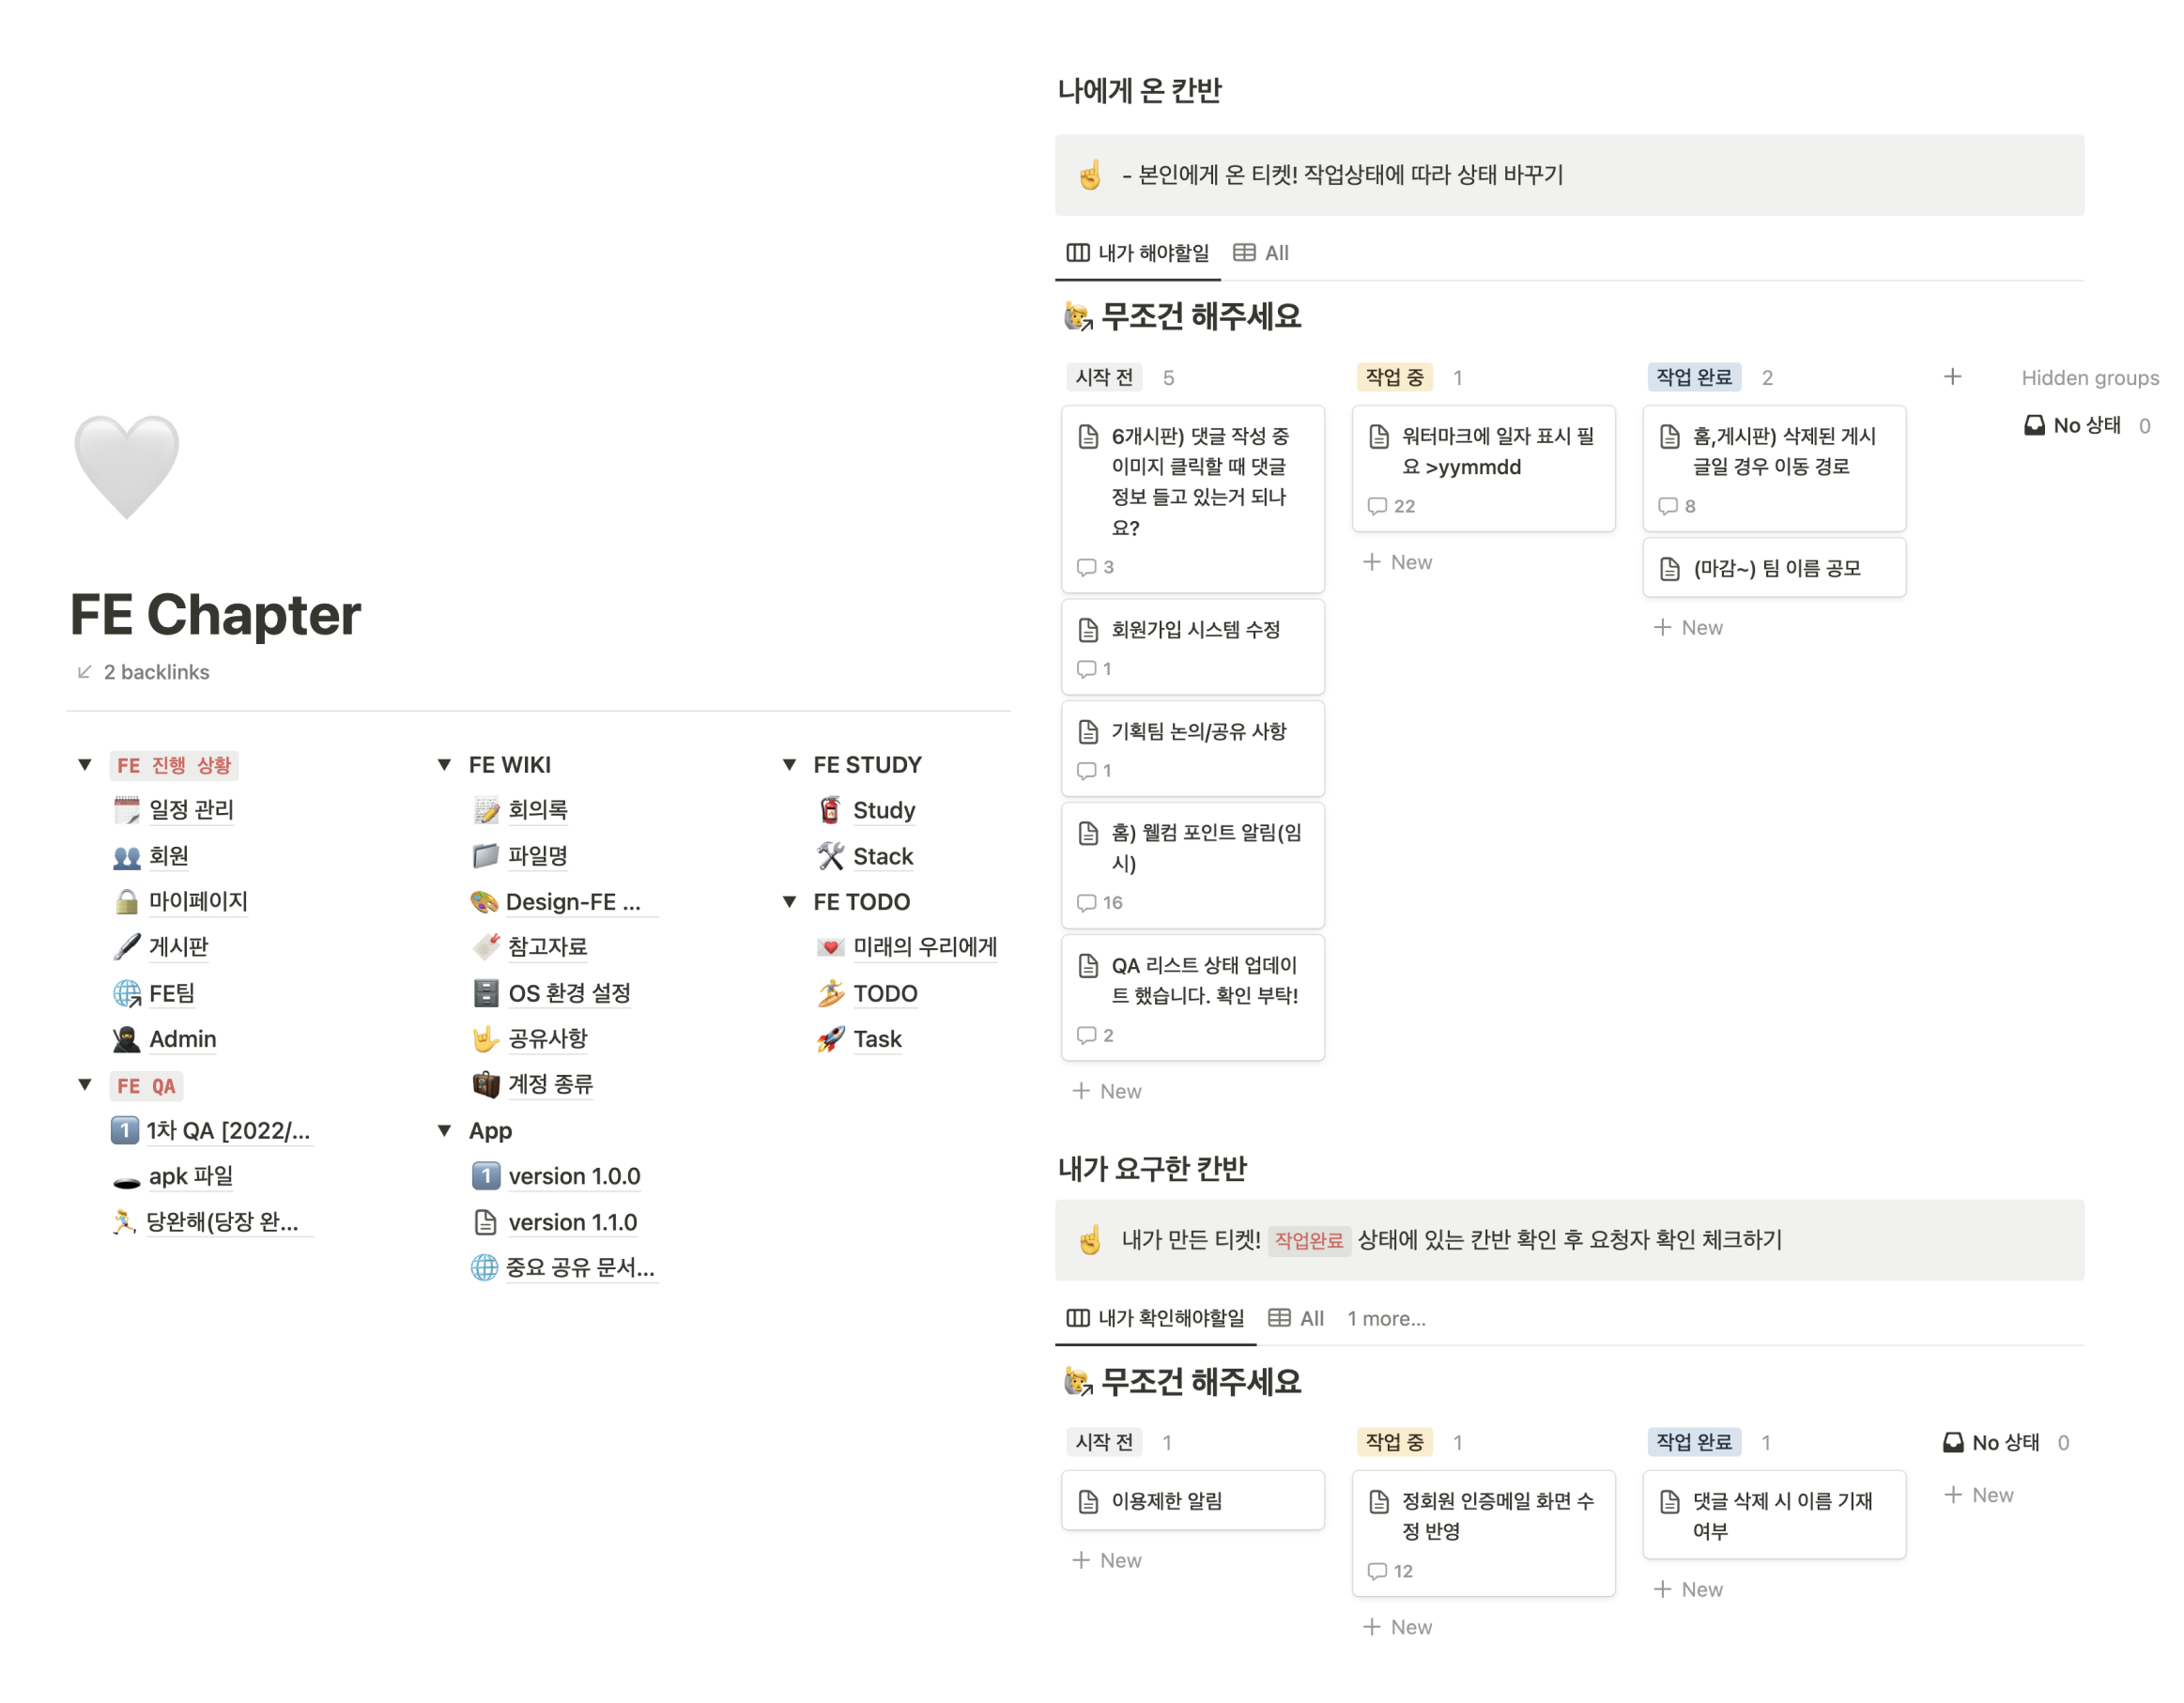 FE Chapter
2 backlinks
FE 진행 상황
일정 관리
회원
마이페이지
게시판
FE팀
Admin
FE QA
1차 QA [2022/...
apk 파일
당완해(당장 완...
FE WIKI
회의록
파일명
Design-FE ...
참고자료
OS 환경 설정
공유사항
계정 종류
App
version 1.0.0
version 1.1.0
중요 공유 문서...
FE STUDY
Study
Stack
FE TODO
미래의 우리에게
TODO
Task
나에게 온 칸반
- 본인에게 온 티켓! 작업상태에 따라 상태 바꾸기
내가 해야할일 All
무조건 해주세요
시작 전 5
6개시판) 댓글 작성 중
이미지 클릭할 때 댓글
정보 들고 있는거 되나
요?
3
회원가입 시스템 수정
1
기획팀 논의/공유 사항
1
홈) 웰컴 포인트 알림(임
시)
16
QA 리스트 상태 업데이
트 했습니다. 확인 부탁!
2
+ New
작업 중 1
워터마크에 일자 표시 필
요 >yymmdd
22
+ New
작업 완료 2
홈,게시판) 삭제된 게시
글일 경우 이동 경로
8
(마감~) 팀 이름 공모
+ New
+
Hidden groups
No 상태 0
내가 요구한 칸반
내가 만든 티켓! 작업완료 상태에 있는 칸반 확인 후 요청자 확인 체크하기
내가 확인해야할일 All 1 more...
무조건 해주세요
시작 전 1
이용제한 알림
+ New
작업 중 1
정회원 인증메일 화면 수
정 반영
12
+ New
작업 완료 1
댓글 삭제 시 이름 기재
여부
+ New
No 상태 0
+ New